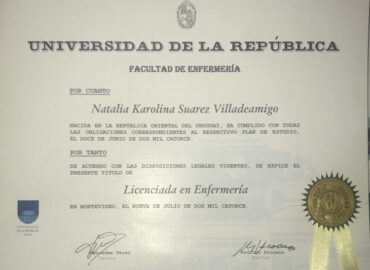 UNIVERSIDAD DE LA REPÚBLICA
FACULTAD DE ENFERMERÍA
POR CUANTO
Natalia Karolina Suarez Villadeamigo
NACIDA EN LA REPÚBLICA ORIENTAL DEL URUGUAY, HA CUMPLIDO CON TODAS
LAS OBLIGACIONES CORRESPONDIENTES AL RESPECTIVO PLAN DE ESTUDIO,
EL DOCE DE JUNIO DE DOS MIL CATORCE.
POR TANTO
DE ACUERDO CON LAS DISPOSICIONES LEGALES VIGENTES, SE EXPIDE EL
PRESENTE TÍTULO DE
Licenciada en Enfermería
EN MONTEVIDEO, EL NUEVE DE JULIO DE DOS MIL CATORCE.